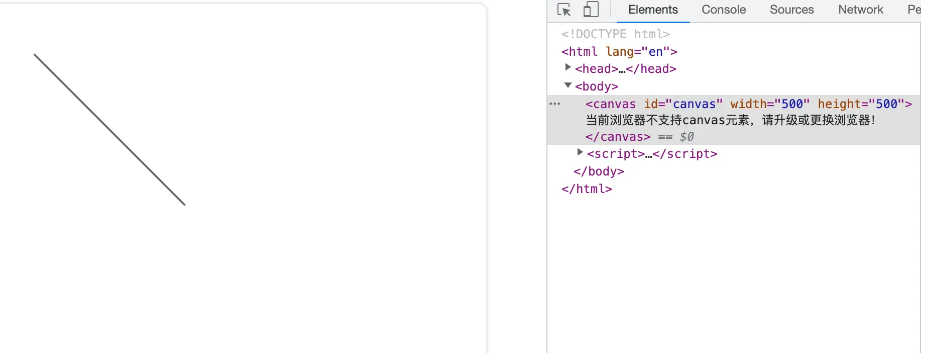 Elements Console Sources Network Pe
<!DOCTYPE html>
<html lang="en">
<head>…</head>
<body>
<canvas id="canvas" width="500" height="500">
当前浏览器不支持canvas元素，请升级或更换浏览器！
</canvas> == $0
<script>…</script>
</body>
</html>